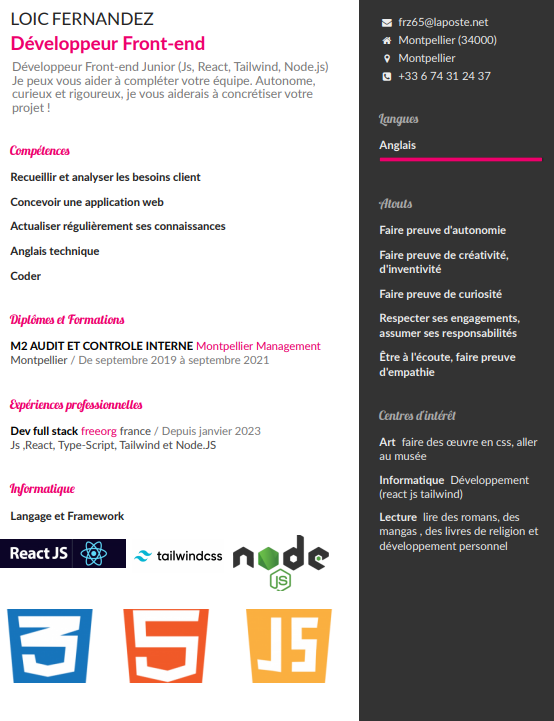 LOIC FERNANDEZ
Développeur Front-end
Développeur Front-end Junior (Js, React, Tailwind, Node.js)
Je peux vous aider à compléter votre équipe. Autonome,
curieux et rigoureux, je vous aiderais à concrétiser votre
projet !
Compétences
Recueillir et analyser les besoins client
Concevoir une application web
Actualiser régulièrement ses connaissances
Anglais technique
Coder
Diplômes et Formations
M2 AUDIT ET CONTROLE INTERNE Montpellier Management
Montpellier / De septembre 2019 à septembre 2021
Expériences professionnelles
Dev full stack freeorg france / Depuis janvier 2023
Js ,React, Type-Script, Tailwind et Node.JS
Informatique
Langage et Framework
React JS
tailwindcss
node
JS
3
5
JS
frz65@laposte.net
Montpellier (34000)
Montpellier
+33 6 74 31 24 37
Langues
Anglais
Atouts
Faire preuve d'autonomie
Faire preuve de créativité,
d'inventivité
Faire preuve de curiosité
Respecter ses engagements,
assumer ses responsabilités
Être à l'écoute, faire preuve
d'empathie
Centres d'intérêt
Art faire des œuvre en css, aller
au musée
Informatique Développement
(react js tailwind)
Lecture lire des romans, des
mangas , des livres de religion et
développement personnel